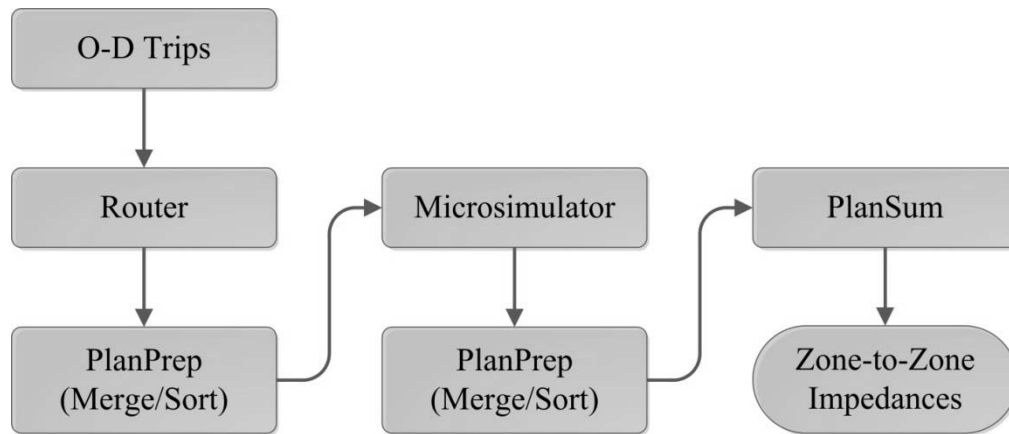 O-D Trips
Router
PlanPrep
(Merge/Sort)
Microsimulator
PlanPrep
(Merge/Sort)
PlanSum
Zone-to-Zone
Impedances